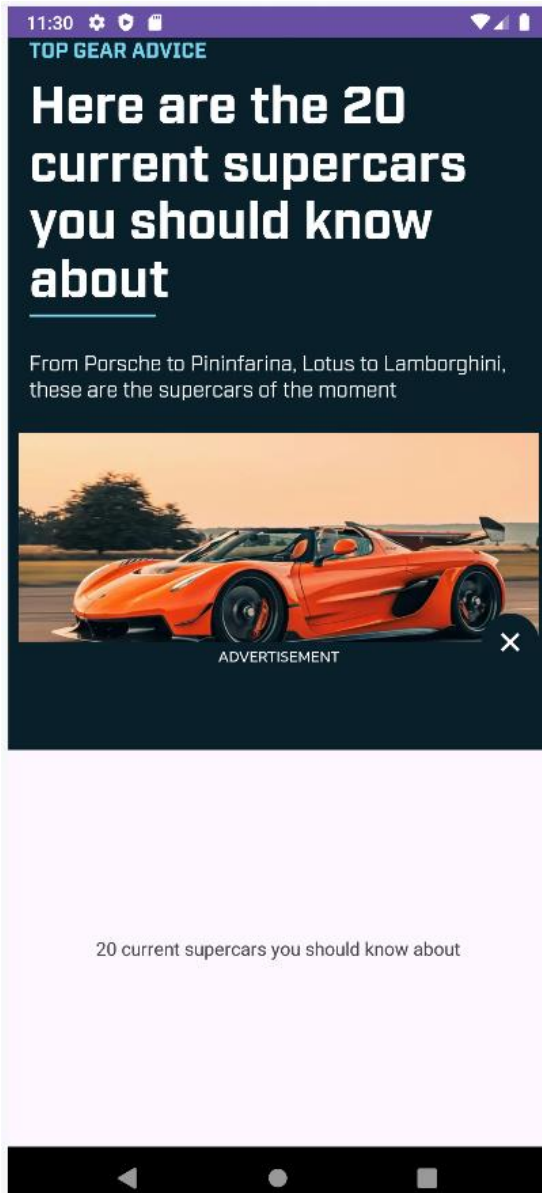 11:30
TOP GEAR ADVICE
Here are the 20
current supercars
you should know
about
From Porsche to Pininfarina, Lotus to Lamborghini,
these are the supercars of the moment
ADVERTISEMENT
20 current supercars you should know about